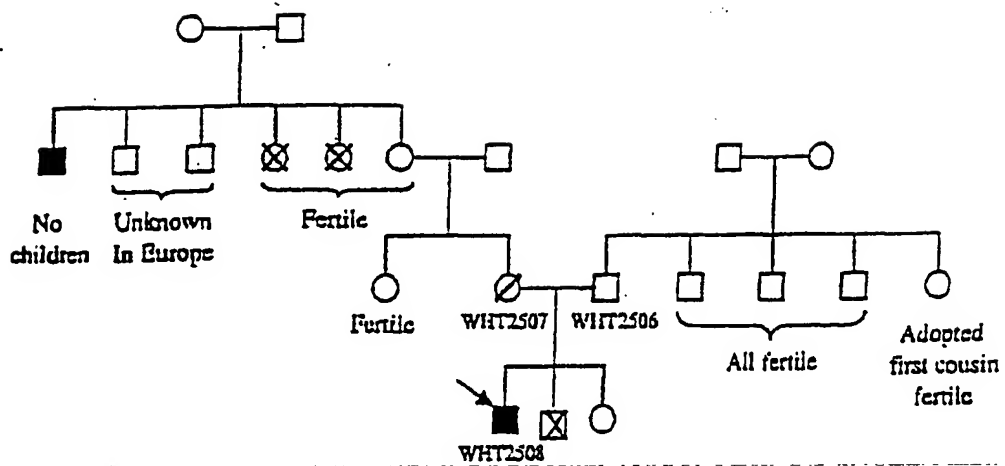 No
children
Unknown
In Europe
Fertile
Fertile
WHT2507
WHT2506
All fertile
Adopted
first cousin
fertile
WHT2508